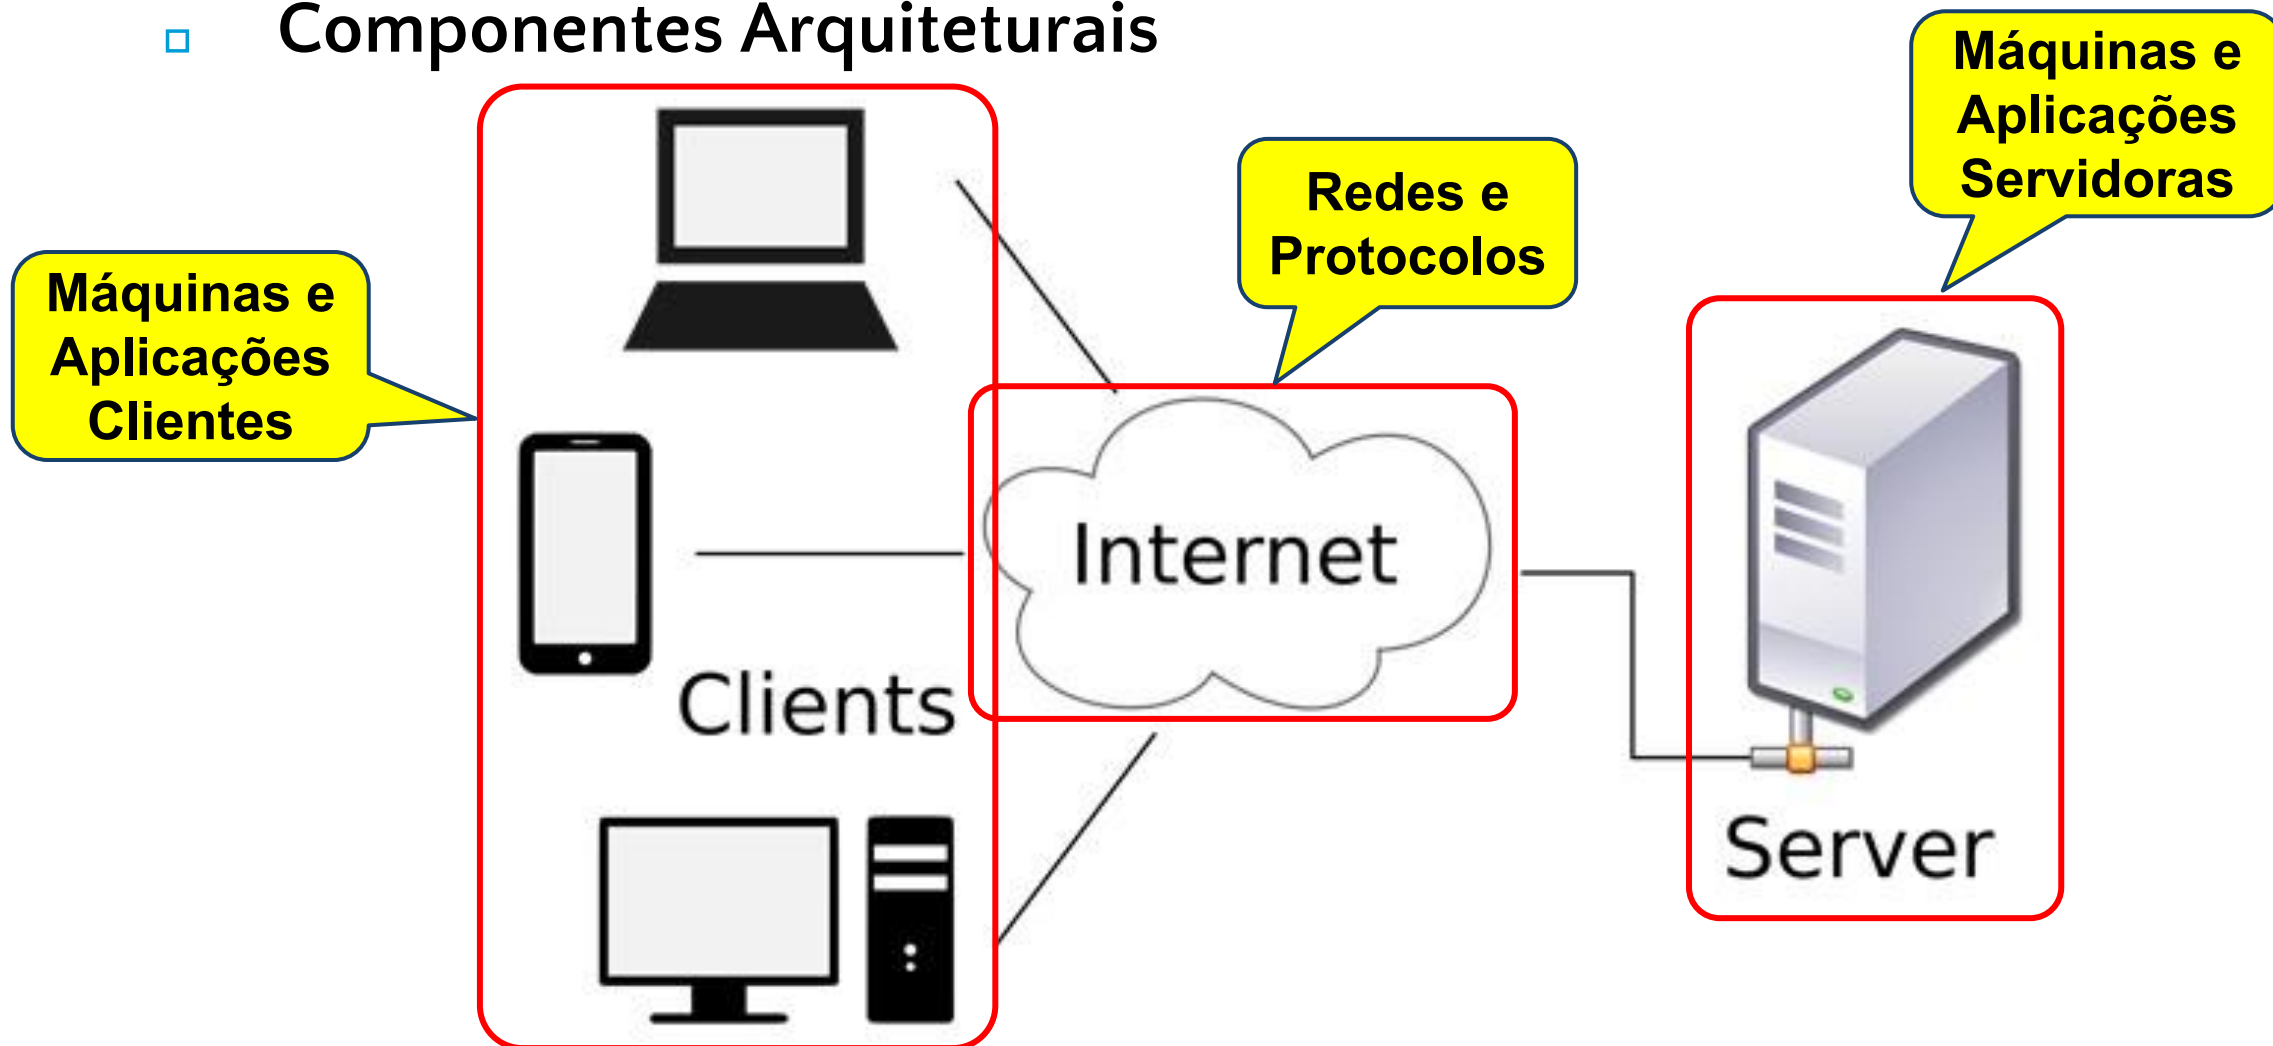 Componentes Arquiteturais
Máquinas e
Aplicações
Servidoras
Redes e
Protocolos
Máquinas e
Aplicações
Clientes
Internet
Clients
Server